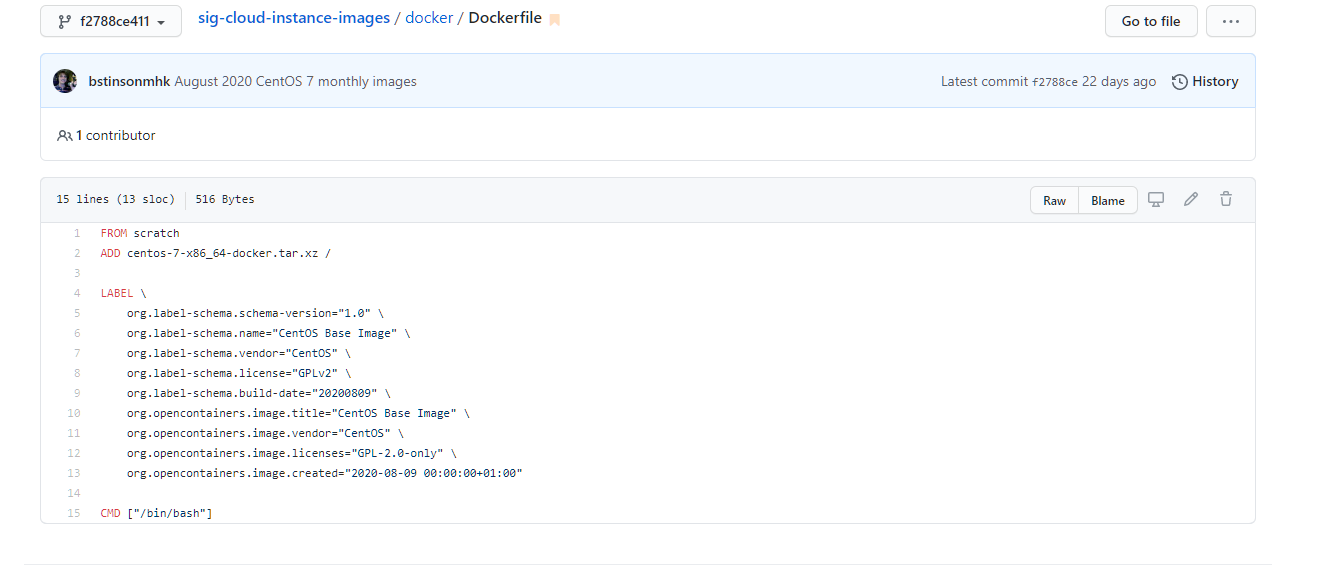 f2788ce411
sig-cloud-instance-images / docker / Dockerfile
Go to file
...
bstinsonmhk August 2020 CentOS 7 monthly images
Latest commit f2788ce 22 days ago
History
1 contributor
15 lines (13 sloc) 516 Bytes
Raw
Blame
1 FROM scratch
2 ADD centos-7-x86_64-docker.tar.xz /
3
4 LABEL \
5 org.label-schema.schema-version="1.0" \
6 org.label-schema.name="CentOS Base Image" \
7 org.label-schema.vendor="CentOS" \
8 org.label-schema.license="GPLv2" \
9 org.label-schema.build-date="20200809" \
10 org.opencontainers.image.title="CentOS Base Image" \
11 org.opencontainers.image.vendor="CentOS" \
12 org.opencontainers.image.licenses="GPL-2.0-only" \
13 org.opencontainers.image.created="2020-08-09 00:00:00+01:00"
14
15 CMD ["/bin/bash"]